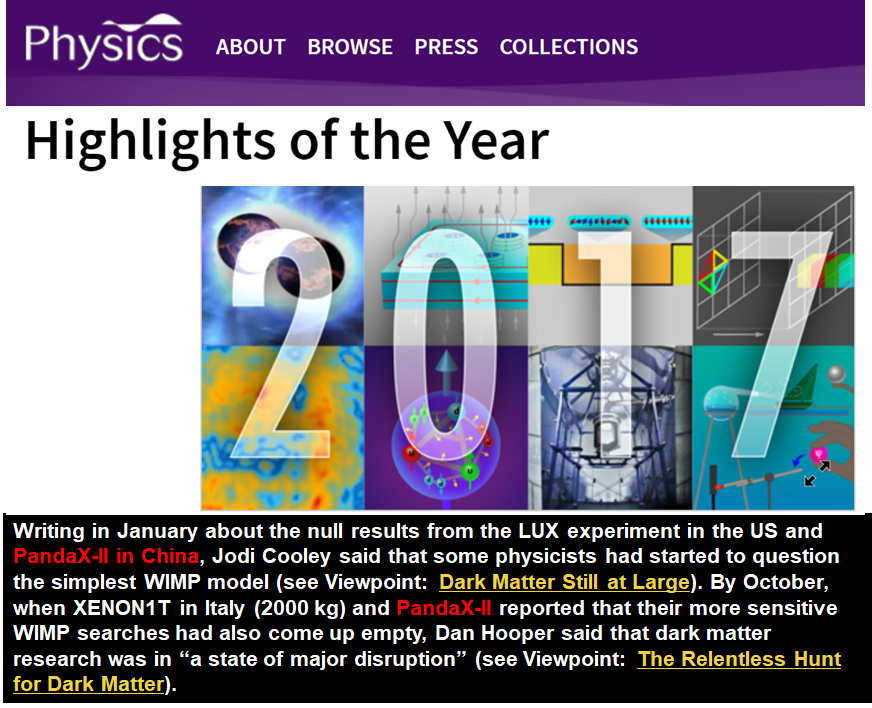 Physics ABOUT BROWSE PRESS COLLECTIONS
Highlights of the Year
2017
Writing in January about the null results from the LUX experiment in the US and
PandaX-II in China, Jodi Cooley said that some physicists had started to question
the simplest WIMP model (see Viewpoint: Dark Matter Still at Large). By October,
when XENON1T in Italy (2000 kg) and PandaX-II reported that their more sensitive
WIMP searches had also come up empty, Dan Hooper said that dark matter
research was in “a state of major disruption” (see Viewpoint: The Relentless Hunt
for Dark Matter).